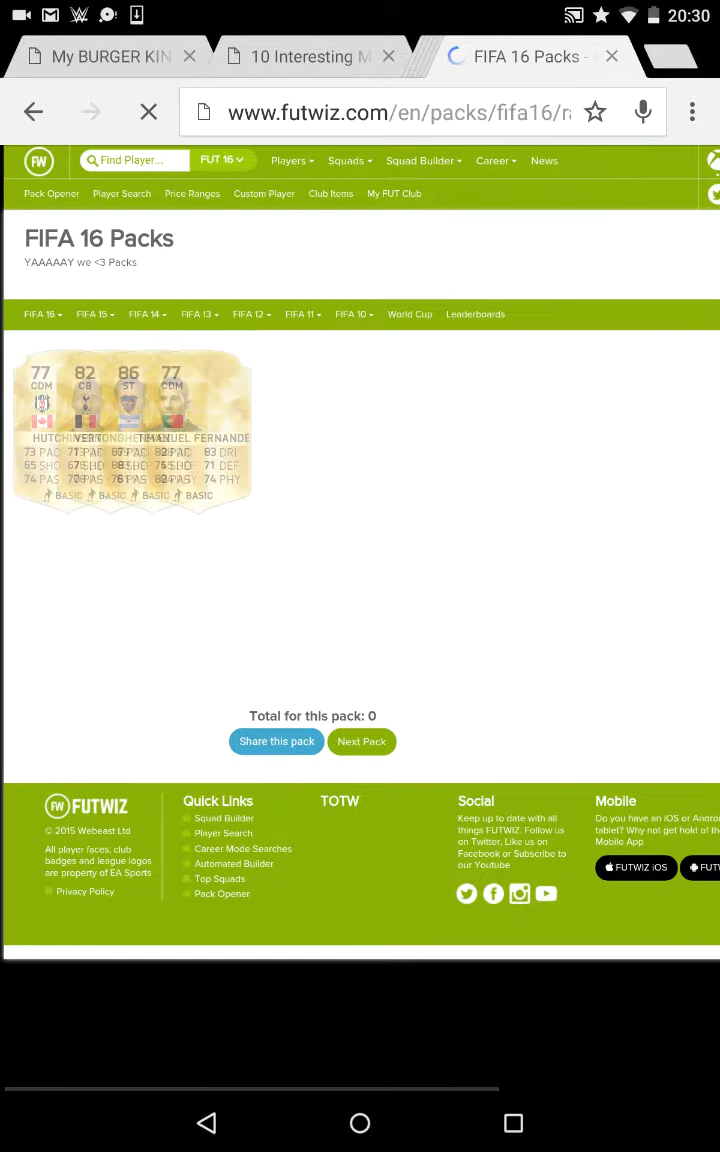 20:30
My BURGER KIN
10 Interesting M
FIFA 16 Packs -
www.futwiz.com/en/packs/fifa16/ra
FW
Find Player...
FUT 16
Players
Squads
Squad Builder
Career
News
Pack Opener
Player Search
Price Ranges
Custom Player
Club Items
My FUT Club
FIFA 16 Packs
YAAAAAY we <3 Packs
FIFA 16
FIFA 15
FIFA 14
FIFA 13
FIFA 12
FIFA 11
FIFA 10
World Cup
Leaderboards
77 82 86 77
CDM CB ST CDM
FERNANDE
73 PAC
83 DRI
65 SHO
71 DEF
74 PAS
74 PHY
BASIC BASIC BASIC BASIC
Total for this pack: 0
Share this pack
Next Pack
FW FUTWIZ
© 2015 Webeast Ltd
All player faces, club
badges and league logos
are property of EA Sports
Privacy Policy
Quick Links
Squad Builder
Player Search
Career Mode Searches
Automated Builder
Top Squads
Pack Opener
TOTW
Social
Keep up to date with all
things FUTWIZ. Follow us
on Twitter, Like us on
Facebook or Subscribe to
our Youtube
Mobile
Do you have an iOS or Andro
tablet? Why not get hold of th
Mobile App
FUTWIZ iOS
FUTW